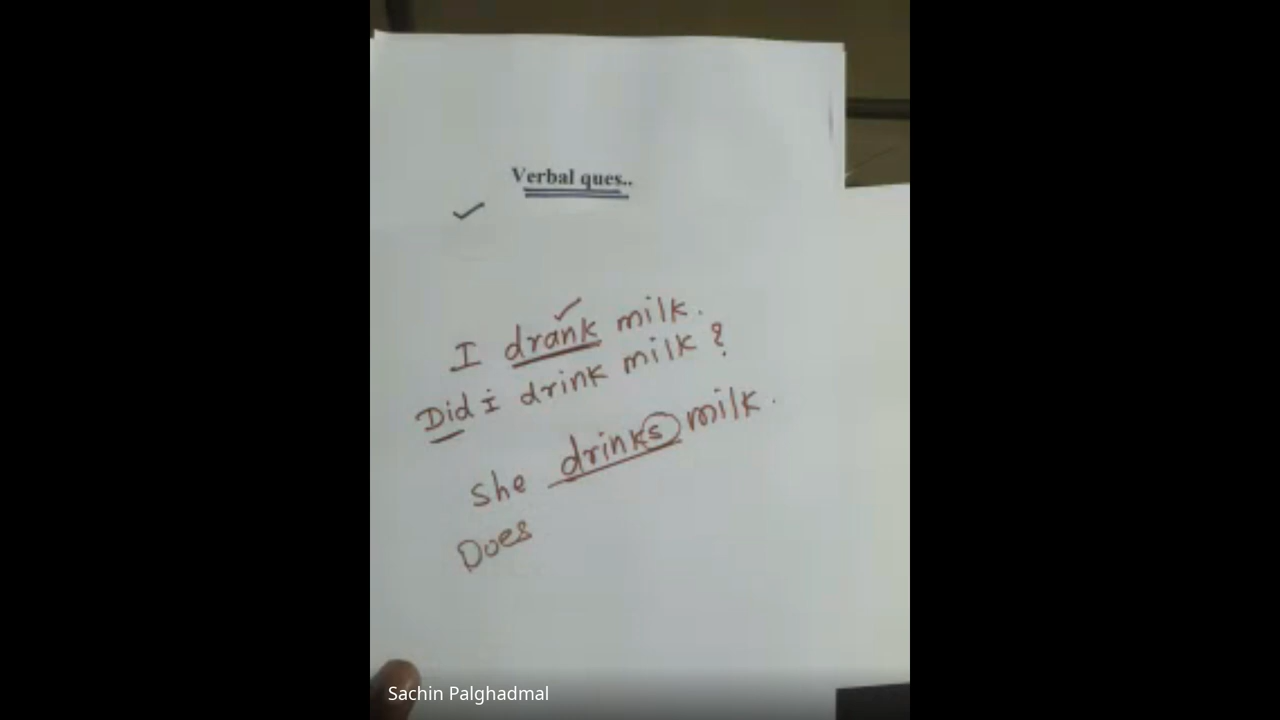 Verbal ques..
I drank milk.
Did i drink milk?
She drinks milk.
Does
Sachin Palghadmal